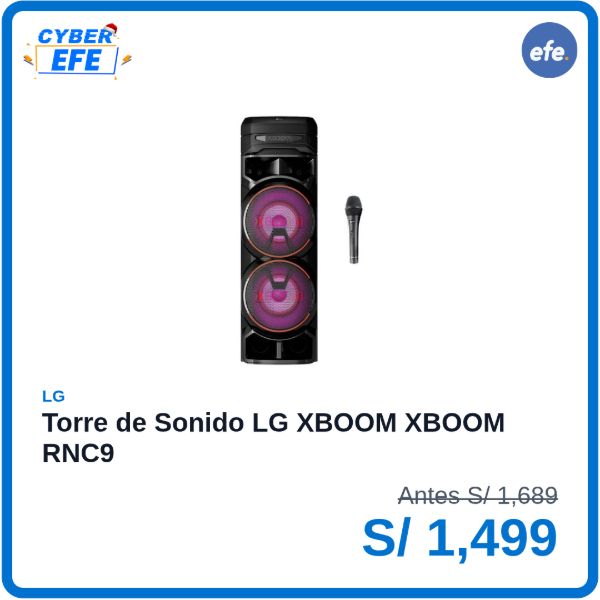 CYBER
EFE
efe.
LG
Torre de Sonido LG XBOOM XBOOM
RNC9
Antes S/ 1,689
S/ 1,499